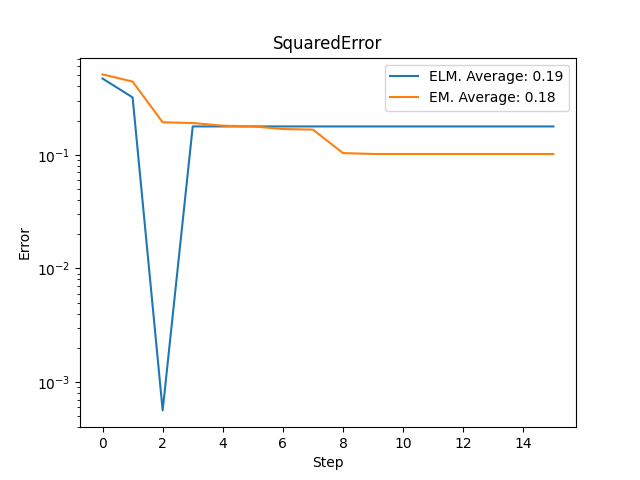 SquaredError
ELM. Average: 0.19
EM. Average: 0.18
10⁻¹
10⁻²
10⁻³
Error
0 2 4 6 8 10 12 14
Step